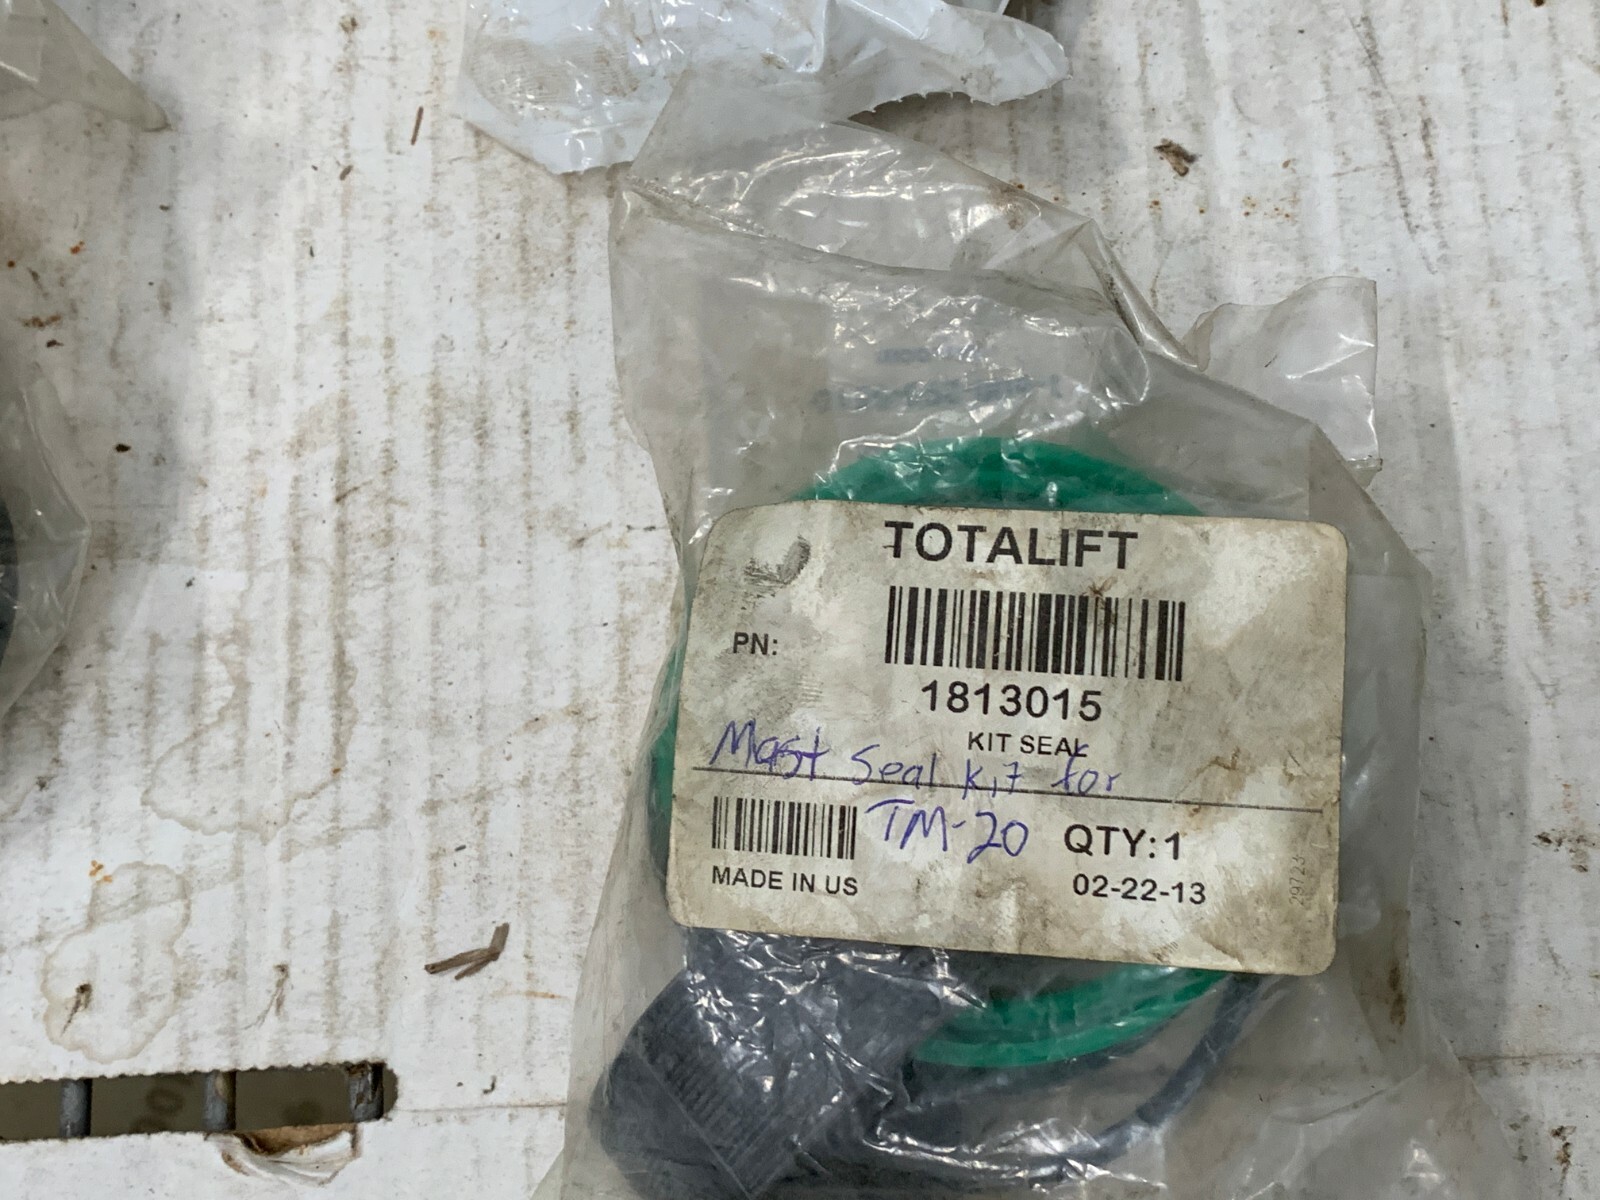 TOTALIFT
PN:
1813015
KIT SEAL
Mast Seal Kit for
TM-20
QTY: 1
MADE IN US
02-22-13
29723